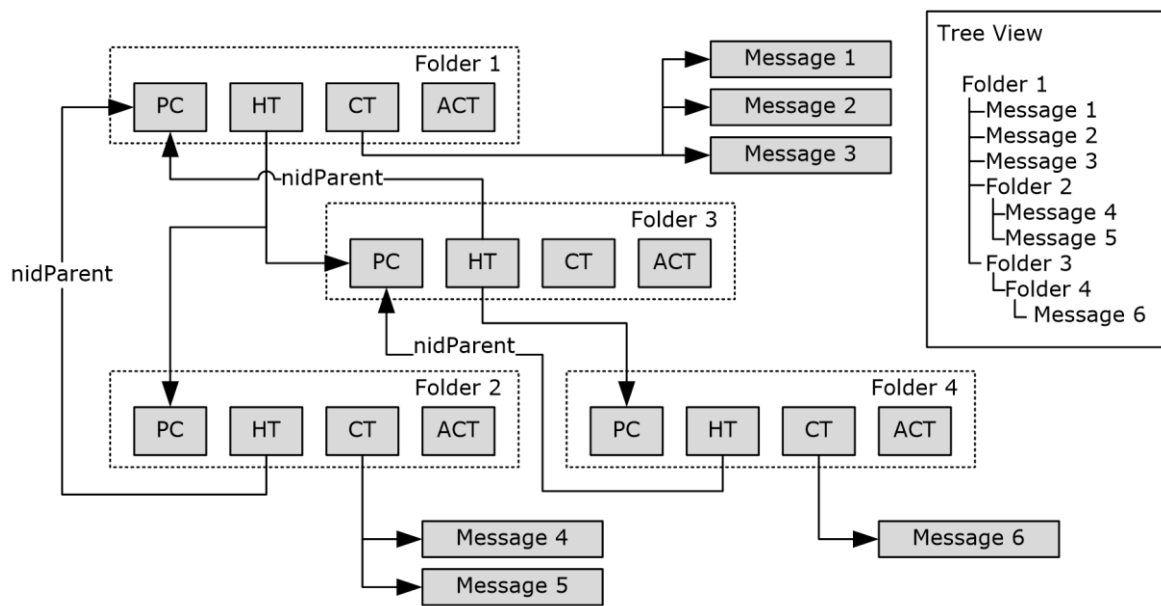 Folder 1
PC HT CT ACT
Message 1
Message 2
Message 3
nidParent
Folder 3
PC HT CT ACT
nidParent
nidParent
Folder 2
PC HT CT ACT
Folder 4
PC HT CT ACT
Message 4
Message 5
Message 6
Tree View
Folder 1
Message 1
Message 2
Message 3
Folder 2
Message 4
Message 5
Folder 3
Folder 4
Message 6